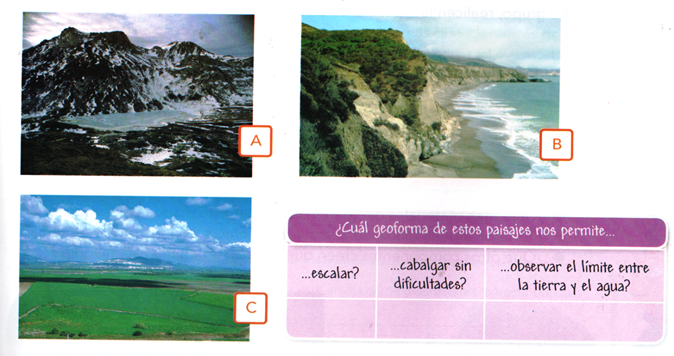 A
B
C
¿Cuál geoforma de estos paisajes nos permite...
...escalar?
...cabalgar sin
dificultades?
...observar el límite entre
la tierra y el agua?